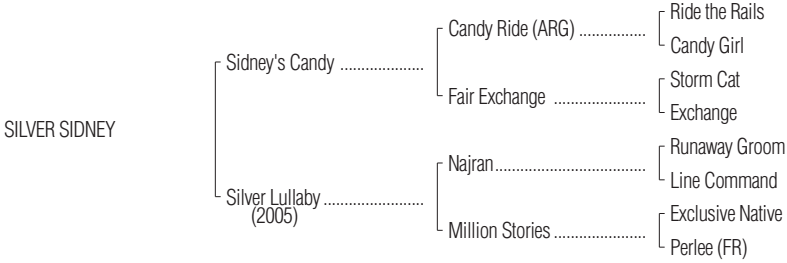 Ride the Rails
Candy Ride (ARG) ................
Candy Girl
Sidney's Candy ....................
Storm Cat
Fair Exchange ......................
Exchange
SILVER SIDNEY
Runaway Groom
Najran....................................
Line Command
Silver Lullaby ........................
(2005)
Exclusive Native
Million Stories ......................
Perlee (FR)